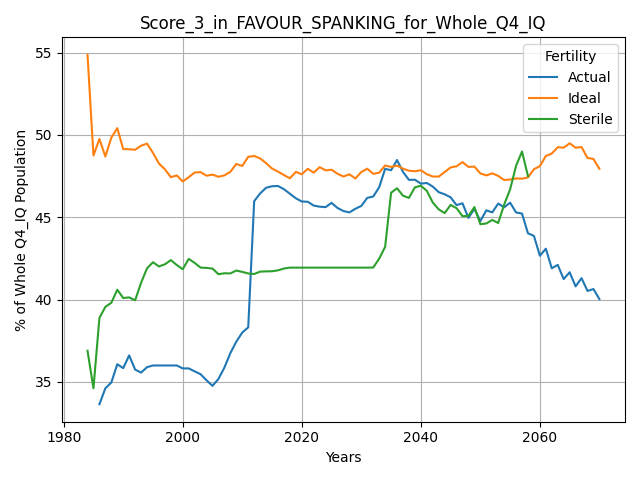 Score_3_in_FAVOUR_SPANKING_for_Whole_Q4_IQ
% of Whole Q4_IQ Population
55
50
45
40
35
Fertility
Actual
Ideal
Sterile
1980
2000
2020
2040
2060
Years